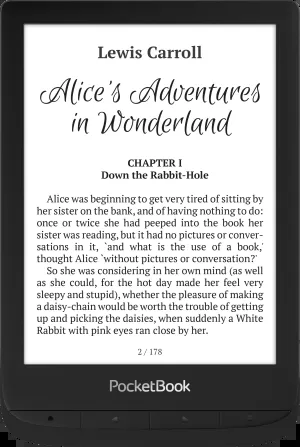 Lewis Carroll
Alice's Adventures
in Wonderland
CHAPTER I
Down the Rabbit-Hole
Alice was beginning to get very tired of sitting by
her sister on the bank, and of having nothing to do:
once or twice she had peeped into the book her
sister was reading, but it had no pictures or conver-
sations in it, `and what is the use of a book,'
thought Alice `without pictures or conversation?'
So she was considering in her own mind (as well
as she could, for the hot day made her feel very
sleepy and stupid), whether the pleasure of making
a daisy-chain would be worth the trouble of getting
up and picking the daisies, when suddenly a White
Rabbit with pink eyes ran close by her.
2 / 178
PocketBook